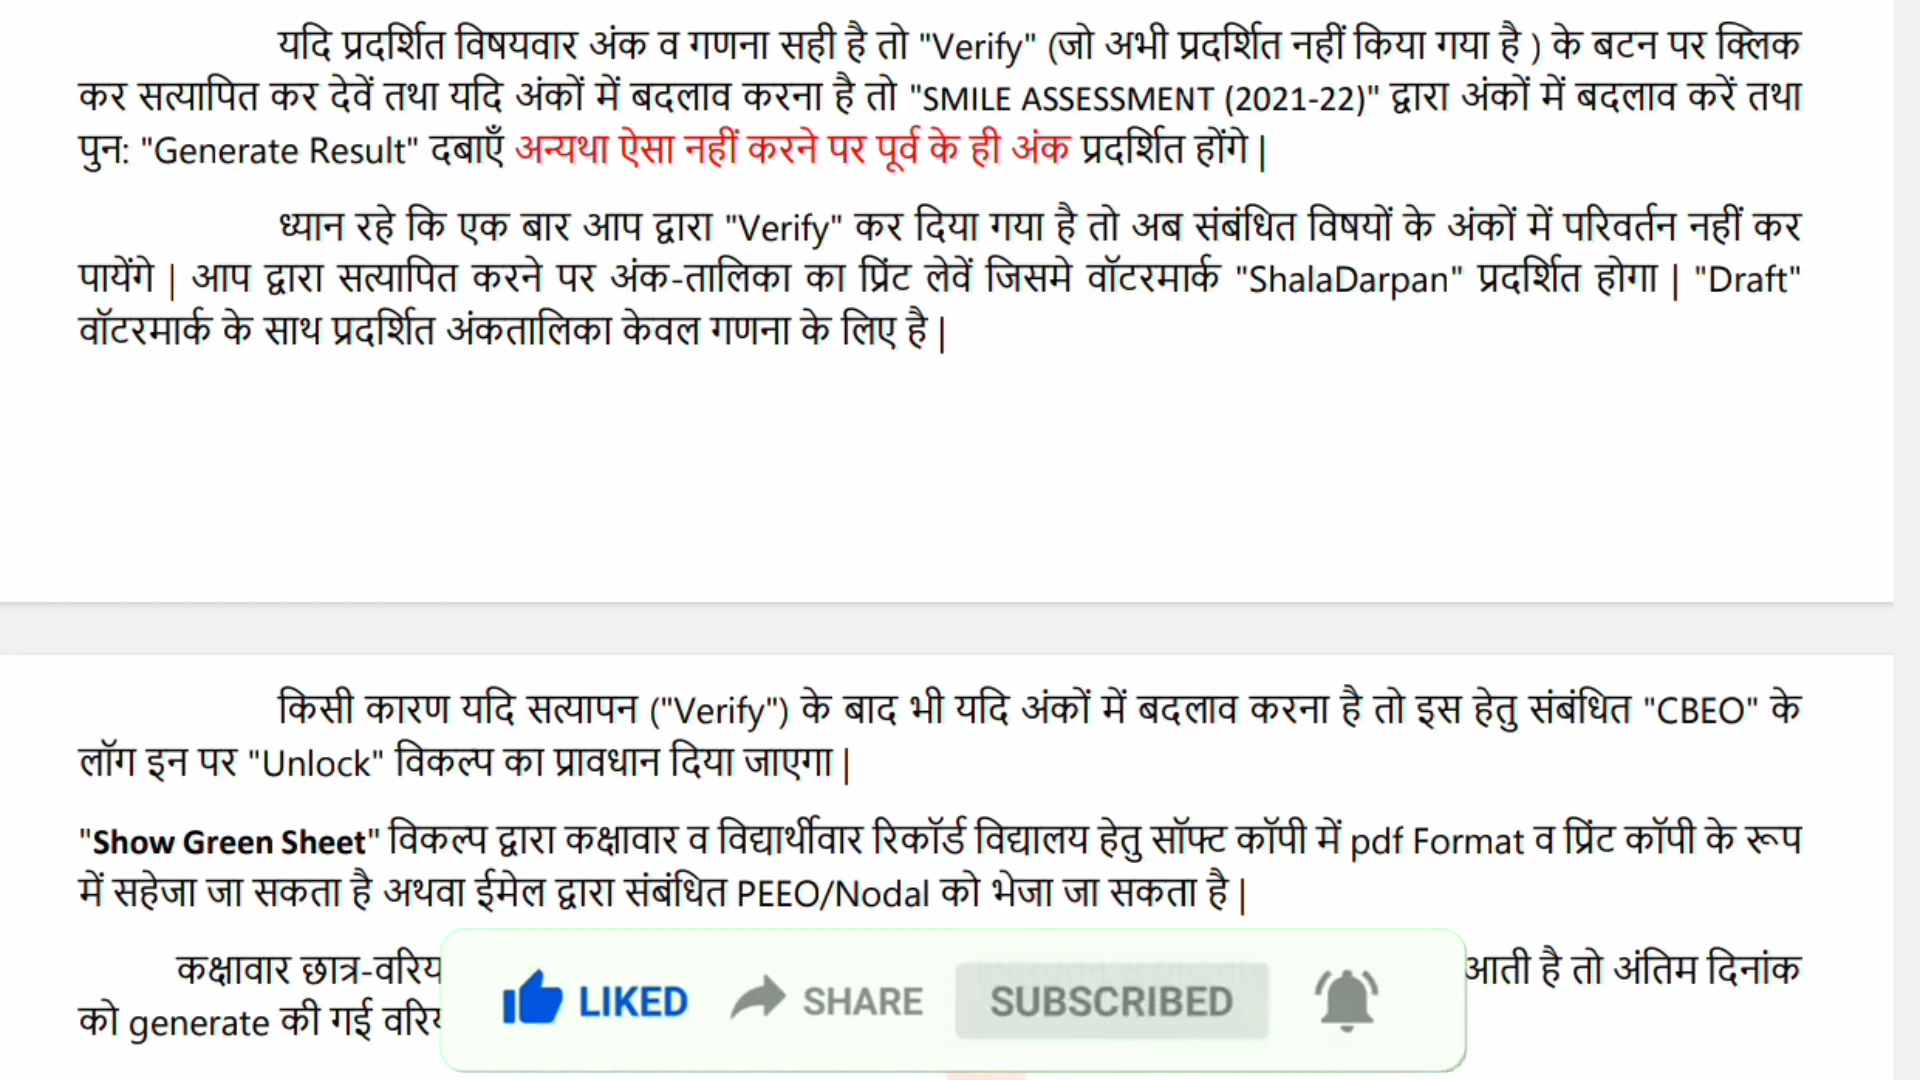 यदि प्रदर्शित विषयवार अंक व गणना सही है तो "Verify" (जो अभी प्रदर्शित नहीं किया गया है ) के बटन पर क्लिक
कर सत्यापित कर देवें तथा यदि अंकों में बदलाव करना है तो "SMILE ASSESSMENT (2021-22)" द्वारा अंकों में बदलाव करें तथा
पुन: "Generate Result" दबाएँ अन्यथा ऐसा नहीं करने पर पूर्व के ही अंक प्रदर्शित होंगे |
ध्यान रहे कि एक बार आप द्वारा "Verify" कर दिया गया है तो अब संबंधित विषयों के अंकों में परिवर्तन नहीं कर
पायेंगे | आप द्वारा सत्यापित करने पर अंक-तालिका का प्रिंट लेवें जिसमे वॉटरमार्क "ShalaDarpan" प्रदर्शित होगा | "Draft"
वॉटरमार्क के साथ प्रदर्शित अंकतालिका केवल गणना के लिए है |
किसी कारण यदि सत्यापन ("Verify") के बाद भी यदि अंकों में बदलाव करना है तो इस हेतु संबंधित "CBEO" के
लॉग इन पर "Unlock" विकल्प का प्रावधान दिया जाएगा |
"Show Green Sheet" विकल्प द्वारा कक्षावार व विद्यार्थीवार रिकॉर्ड विद्यालय हेतु सॉफ्ट कॉपी में pdf Format व प्रिंट कॉपी के रूप
में सहेजा जा सकता है अथवा ईमेल द्वारा संबंधित PEEO/Nodal को भेजा जा सकता है |
कक्षावार आती है तो अंतिम दिनांक
को generate की गई
LIKED SHARE SUBSCRIBED